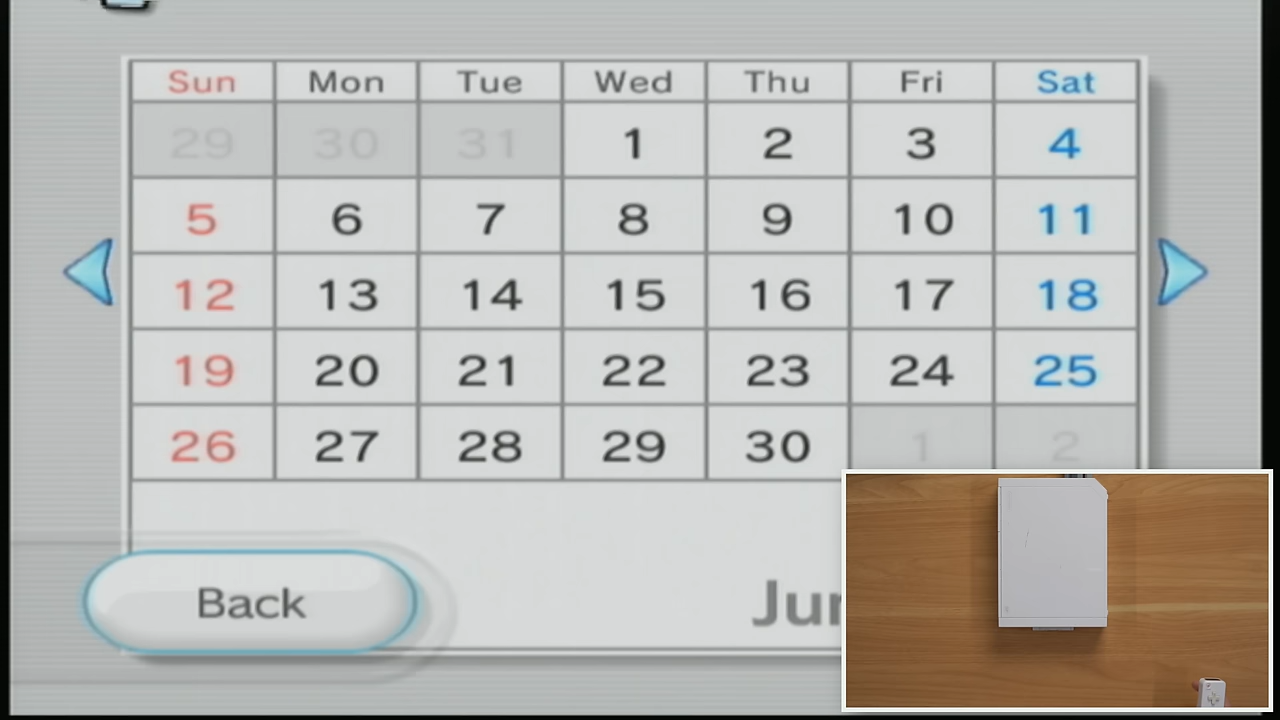 Sun Mon Tue Wed Thu Fri Sat
29 30 31 1 2 3 4
5 6 7 8 9 10 11
12 13 14 15 16 17 18
19 20 21 22 23 24 25
26 27 28 29 30 1 2
Back
Jun